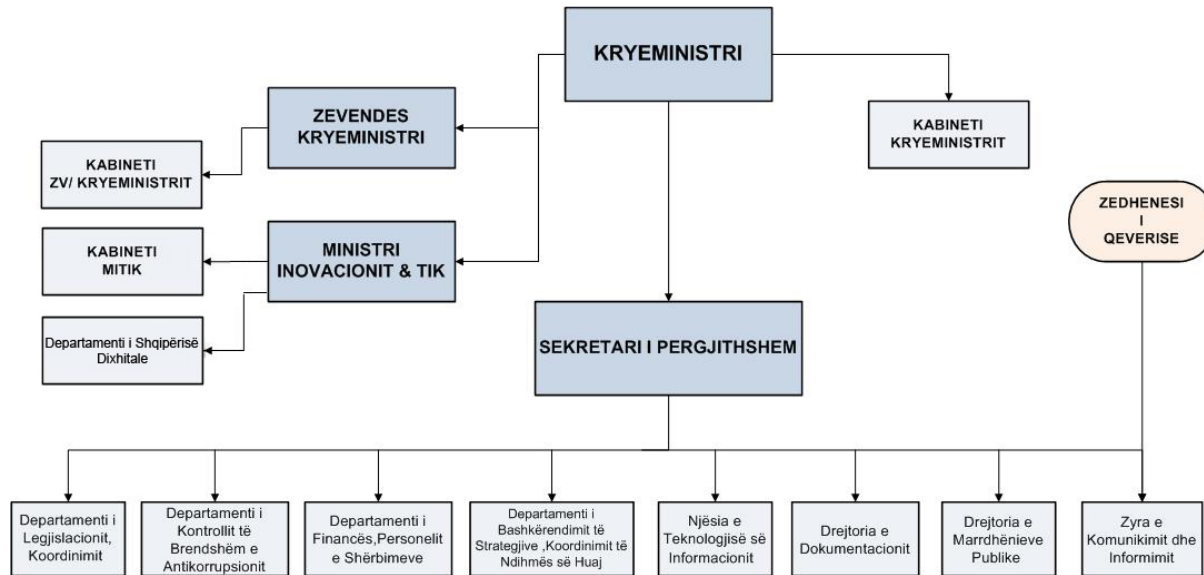 KRYEMINISTRI
ZEVENDES
KRYEMINISTRI
KABINETI
KRYEMINISTRIT
KABINETI
ZV/ KRYEMINISTRIT
ZEDHENESI
I
QEVERISE
MINISTRI
INOVACIONIT & TIK
KABINETI
MITIK
Departamenti i Shqipërisë
Dixhitale
SEKRETARI I PERGJITHSHEM
Departamenti i
Legjislacionit,
Koordinimit
Departamenti i
Kontrollit të
Brendshëm e
Antikorrupsionit
Departamenti i
Financës,Personelit
e Shërbimeve
Departamenti i
Bashkërendimit të
Strategjive ,Koordinimit të
Ndihmës së Huaj
Njësia e
Teknologjisë së
Informacionit
Drejtoria e
Dokumentacionit
Drejtoria e
Marrdhënieve
Publike
Zyra e
Komunikimit dhe
Informimit